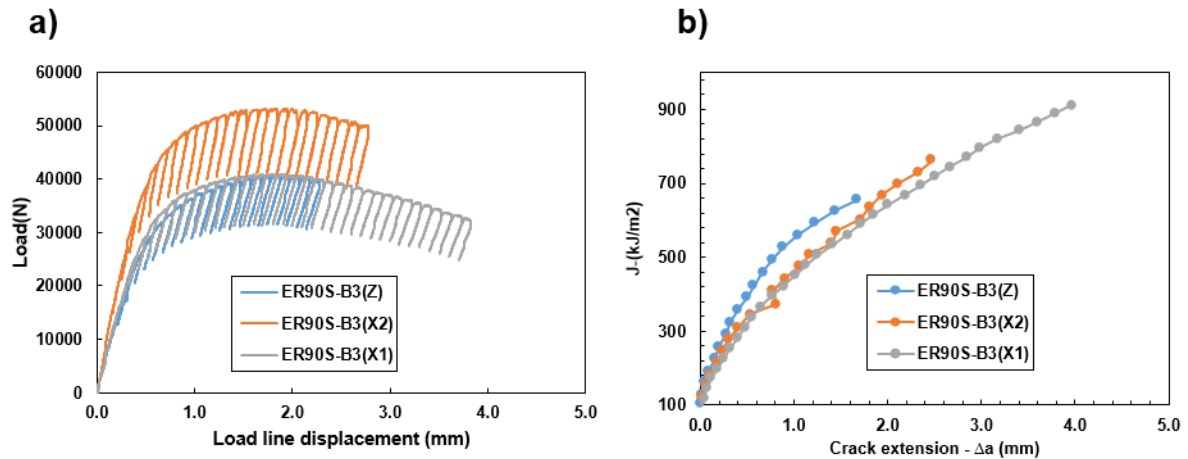 a)
60000
50000
40000
30000
20000
10000
0
Load(N)
0.0 1.0 2.0 3.0 4.0 5.0
Load line displacement (mm)
ER90S-B3(Z)
ER90S-B3(X2)
ER90S-B3(X1)
b)
900
700
500
300
100
J-(kJ/m2)
0.0 1.0 2.0 3.0 4.0 5.0
Crack extension - Δa (mm)
ER90S-B3(Z)
ER90S-B3(X2)
ER90S-B3(X1)